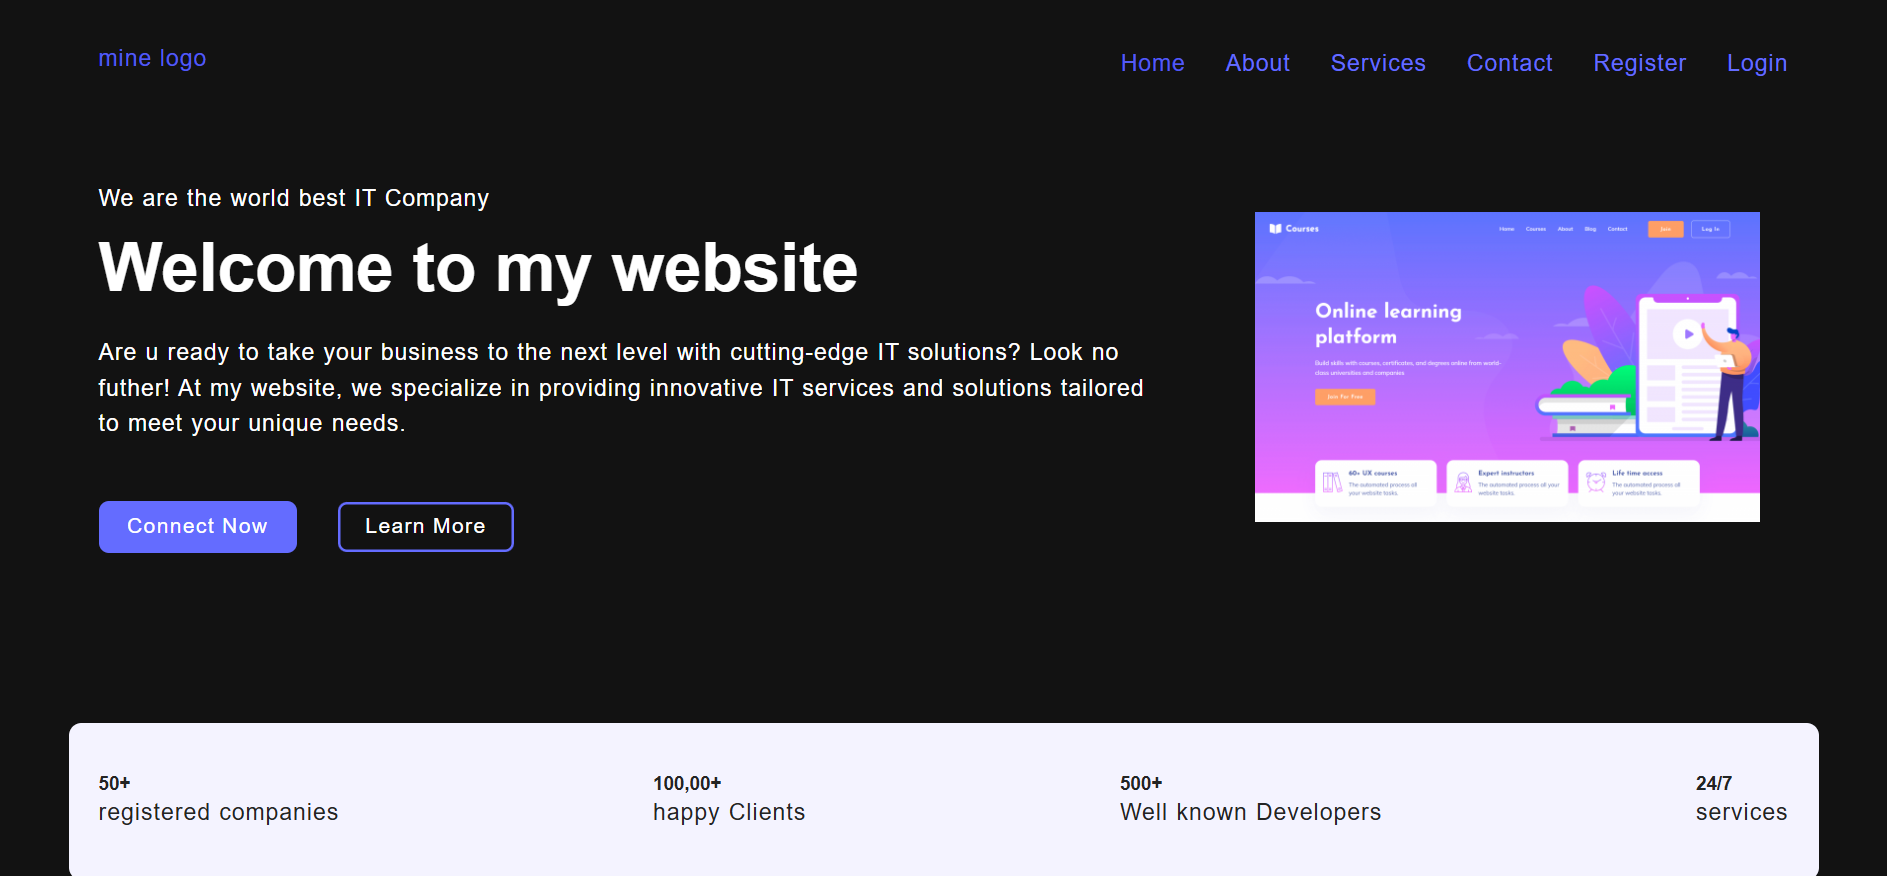 mine logo
Home About Services Contact Register Login
We are the world best IT Company
Welcome to my website
Are u ready to take your business to the next level with cutting-edge IT solutions? Look no
futher! At my website, we specialize in providing innovative IT services and solutions tailored
to meet your unique needs.
Connect Now Learn More
Courses
Home Courses About Blog Contact Join Log In
Online learning
platform
Build skills with courses, certificates, and degrees online from world-
class universities and companies
Join For Free
60+ UX courses
The automated process all
your website tasks.
Expert instructors
The automated process all your
website tasks.
Life time access
The automated process all
your website tasks.
50+
registered companies
100,00+
happy Clients
500+
Well known Developers
24/7
services